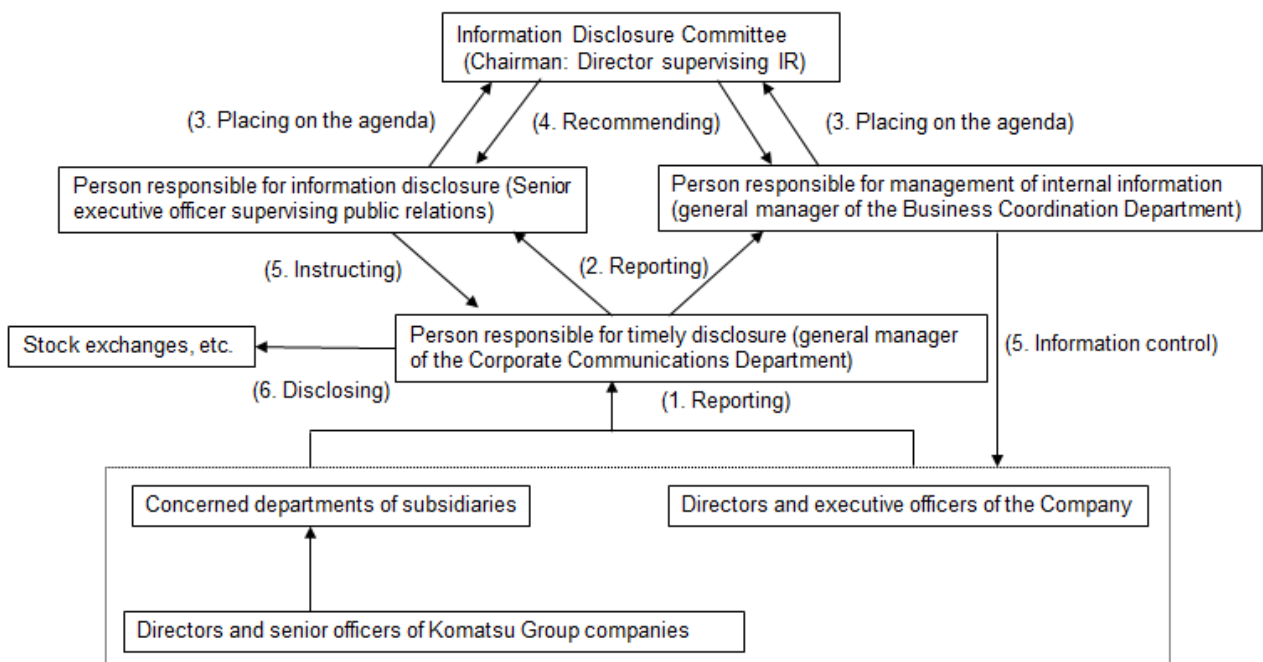 Information Disclosure Committee
(Chairman: Director supervising IR)
(3. Placing on the agenda)
(4. Recommending)
(3. Placing on the agenda)
Person responsible for information disclosure (Senior
executive officer supervising public relations)
Person responsible for management of internal information
(general manager of the Business Coordination Department)
(5. Instructing)
(2. Reporting)
Person responsible for timely disclosure (general manager
of the Corporate Communications Department)
Stock exchanges, etc.
(5. Information control)
(6. Disclosing)
(1. Reporting)
Concerned departments of subsidiaries
Directors and executive officers of the Company
Directors and senior officers of Komatsu Group companies